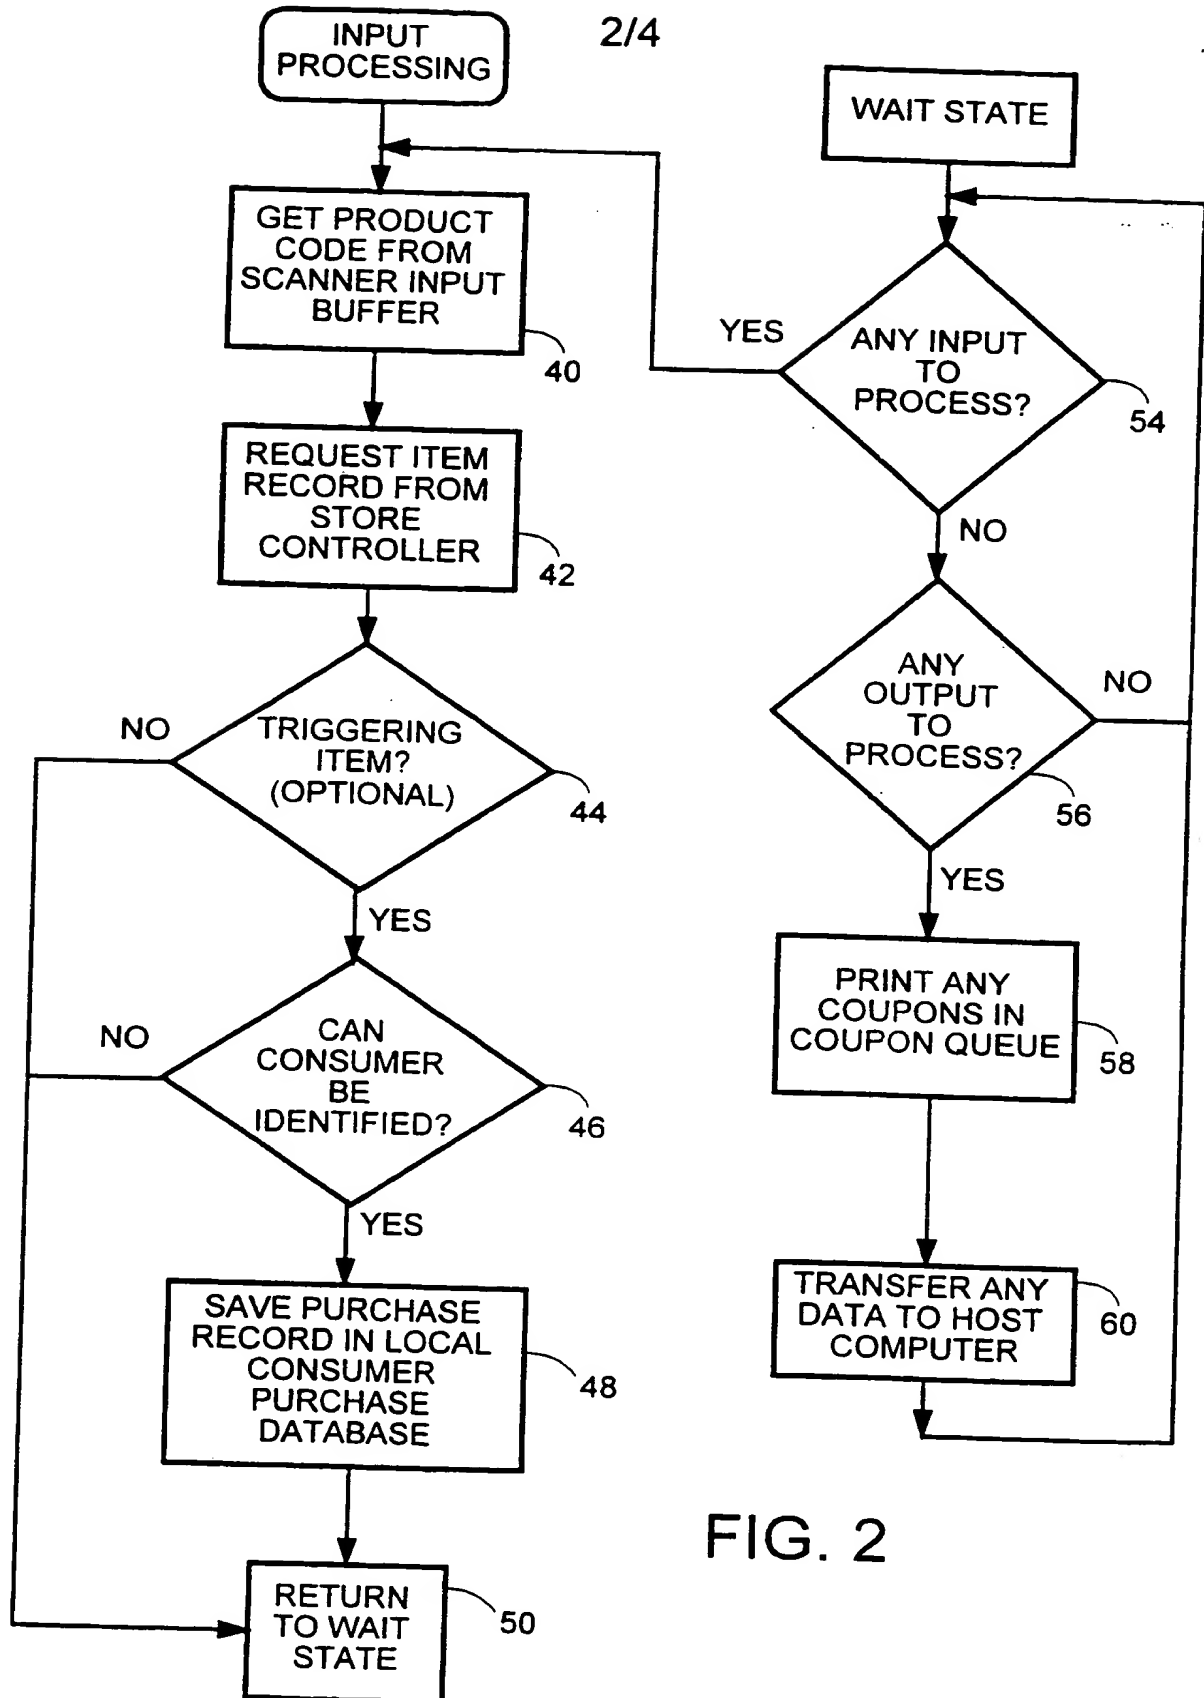 2/4
INPUT
PROCESSING
GET PRODUCT
CODE FROM
SCANNER INPUT
BUFFER
40
REQUEST ITEM
RECORD FROM
STORE
CONTROLLER
42
TRIGGERING
ITEM?
(OPTIONAL)
44
NO
YES
CAN
CONSUMER
BE
IDENTIFIED?
46
NO
YES
SAVE PURCHASE
RECORD IN LOCAL
CONSUMER
PURCHASE
DATABASE
48
RETURN
TO WAIT
STATE
50
WAIT STATE
ANY INPUT
TO
PROCESS?
54
YES
NO
ANY
OUTPUT
TO
PROCESS?
56
NO
YES
PRINT ANY
COUPONS IN
COUPON QUEUE
58
TRANSFER ANY
DATA TO HOST
COMPUTER
60
FIG. 2